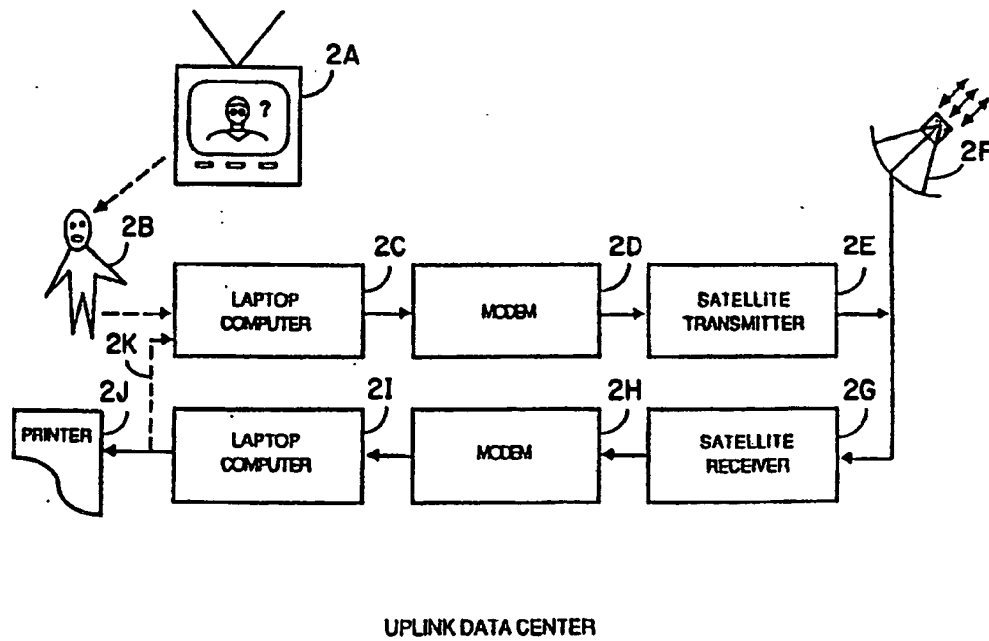 2A
?
2F
2B
2C
2D
2E
LAPTOP
COMPUTER
MODEM
SATELLITE
TRANSMITTER
2K
2J
2I
2H
2G
PRINTER
LAPTOP
COMPUTER
MODEM
SATELLITE
RECEIVER
UPLINK DATA CENTER